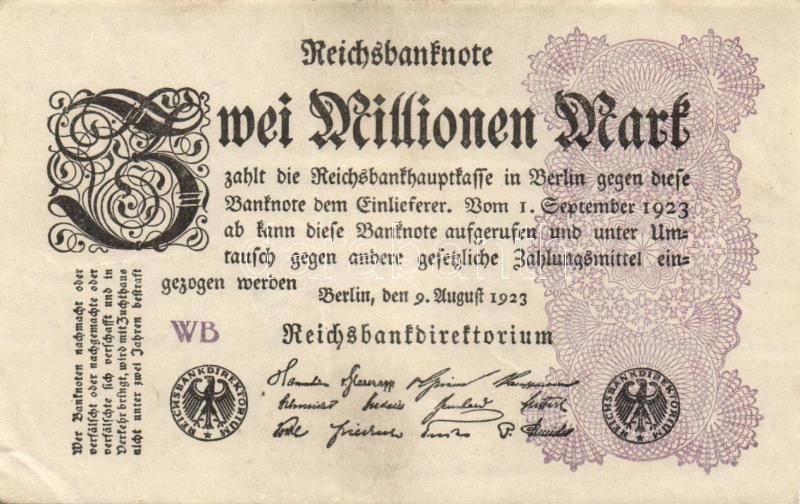 Reichsbanknote
Zwei Millionen Mark
zahlt die Reichsbankhauptkasse in Berlin gegen diese
Banknote dem Einlieferer. Vom 1. September 1923
ab kann diese Banknote aufgerufen und unter Um=
tausch gegen andere gesetzliche Zahlungsmittel ein=
gezogen werden
Berlin, den 9. August 1923
WB
Reichsbankdirektorium
Wer Banknoten nachmacht oder
verfälscht oder nachgemachte oder
verfälschte sich verschafft und in
Verkehr bringt, wird mit Zuchthaus
nicht unter zwei Jahren bestraft
REICHSBANKDIREKTORIUM
REICHSBANKDIREKTORIUM
darabanth